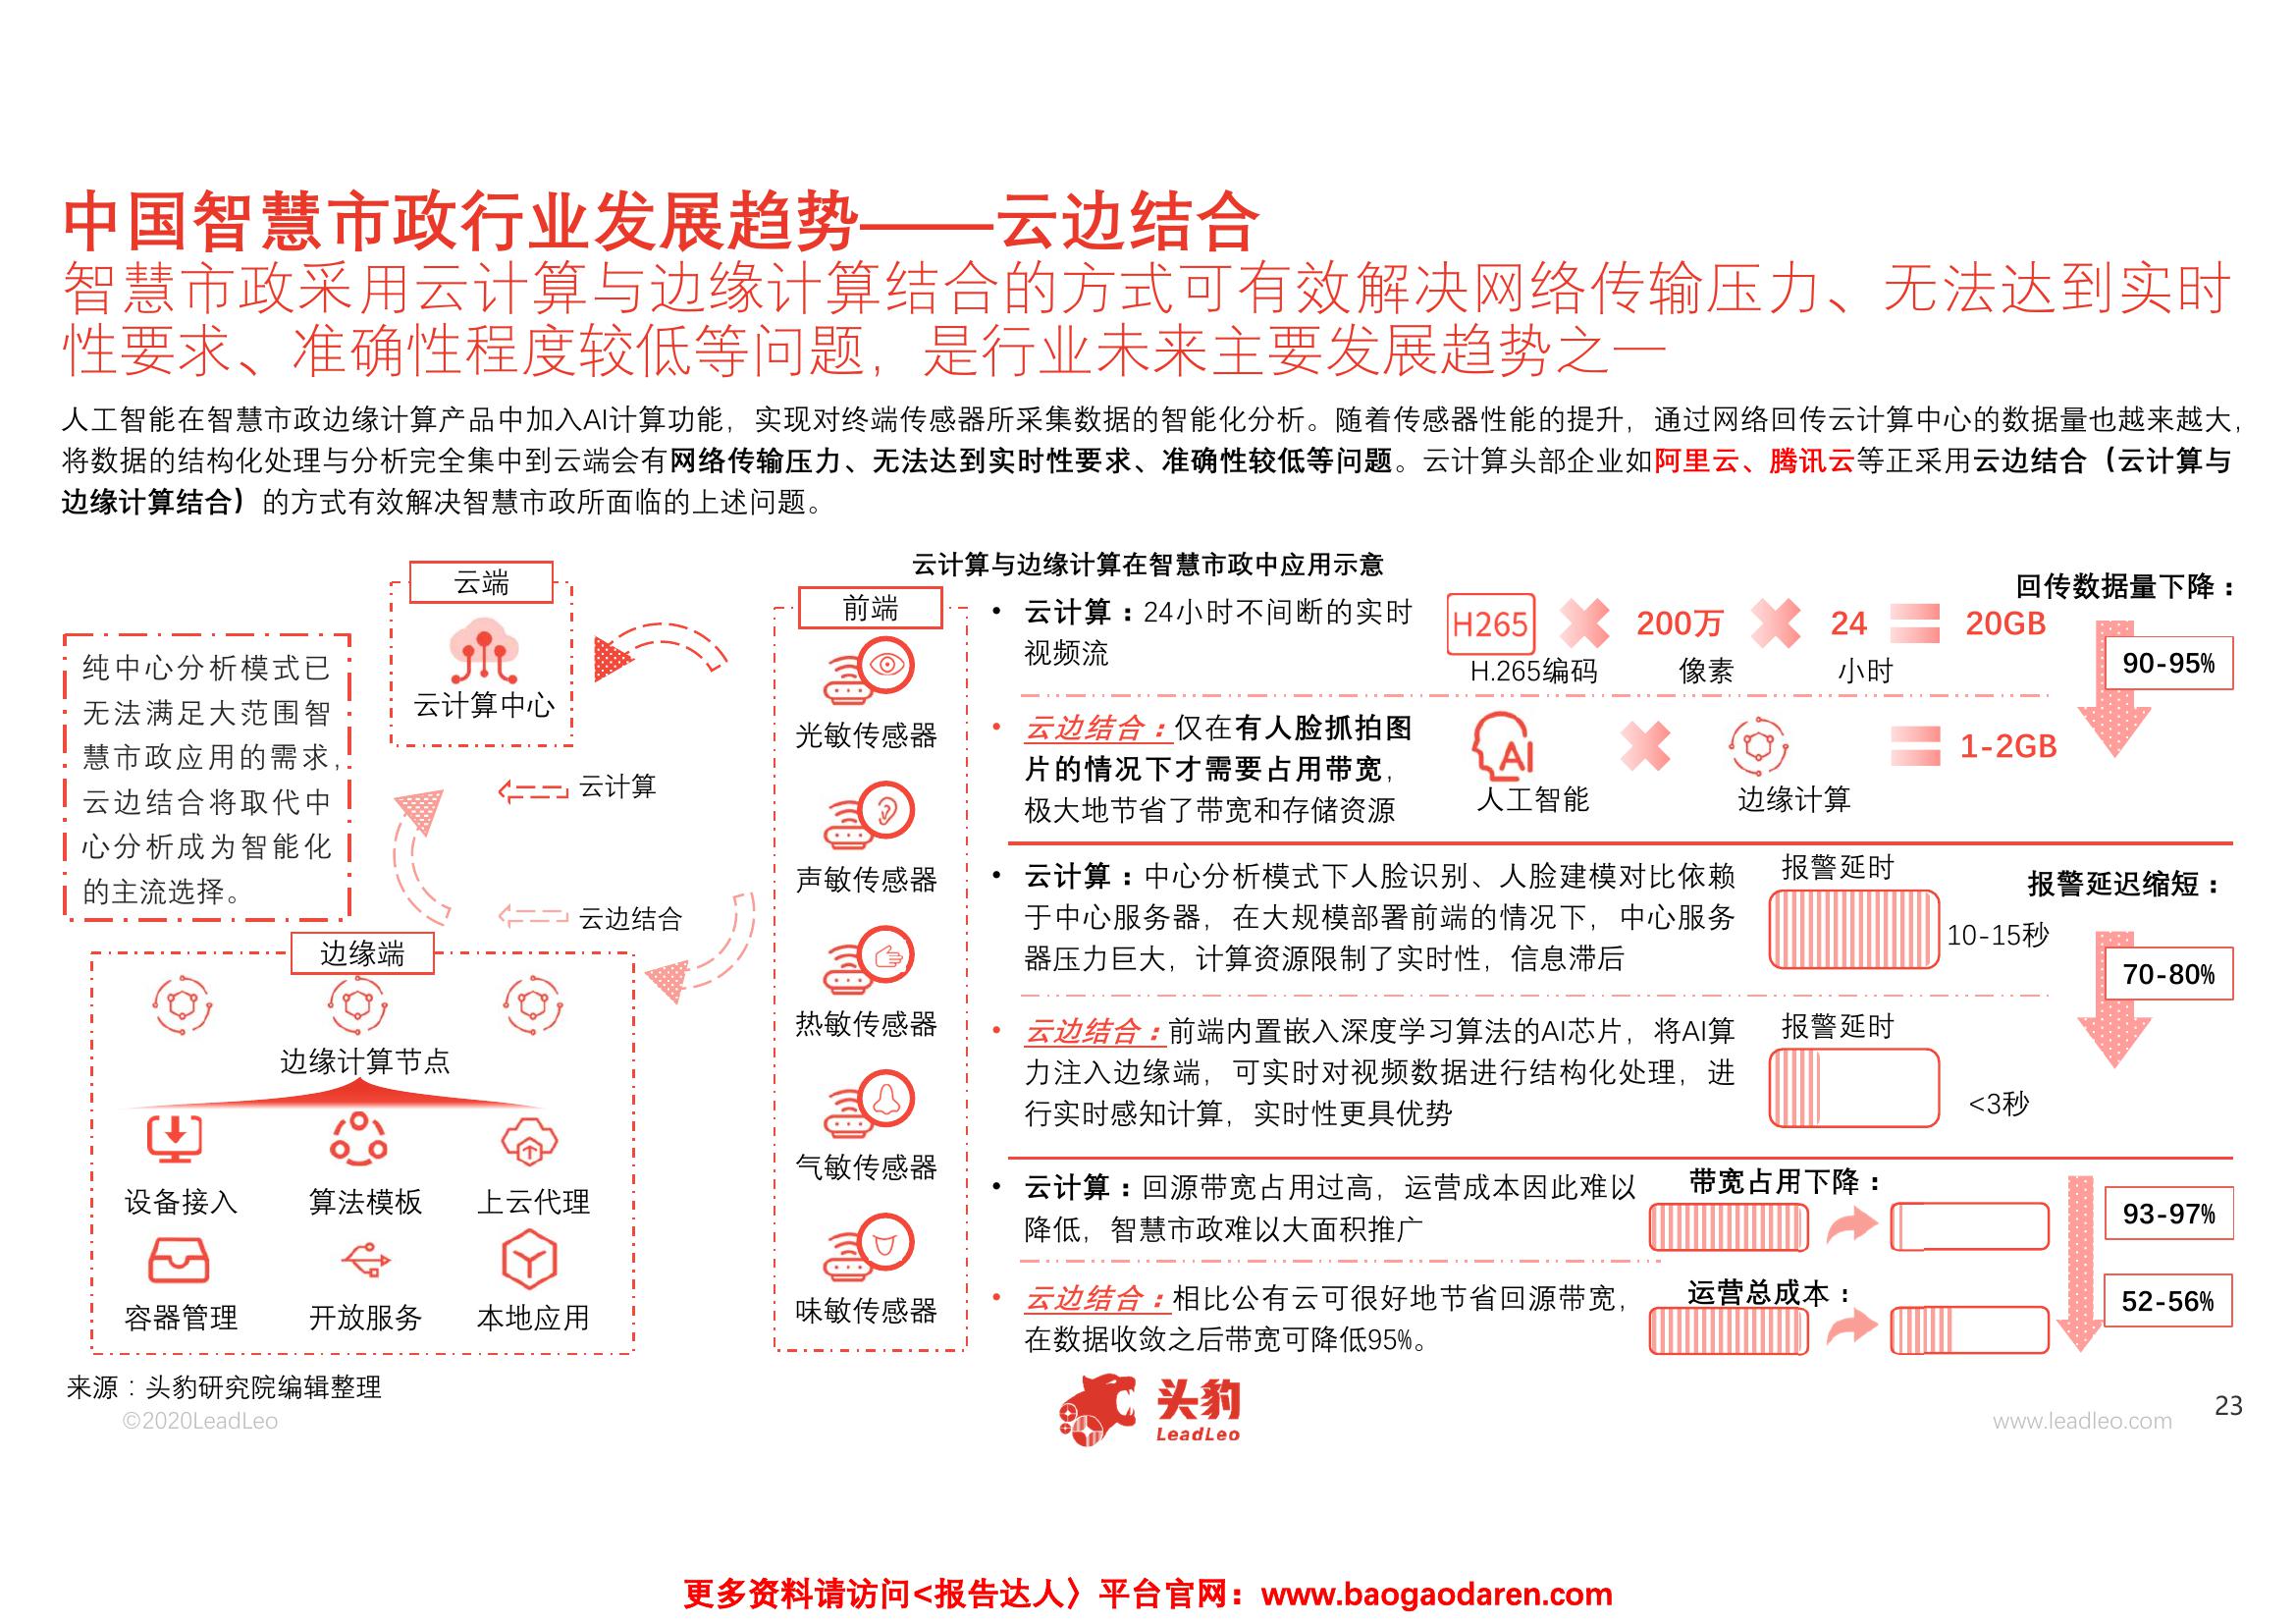 中国智慧市政行业发展趋势——云边结合
智慧市政采用云计算与边缘计算结合的方式可有效解决网络传输压力、无法达到实时
性要求、准确性程度较低等问题，是行业未来主要发展趋势之一
人工智能在智慧市政边缘计算产品中加入AI计算功能，实现对终端传感器所采集数据的智能化分析。随着传感器性能的提升，通过网络回传云计算中心的数据量也越来越大，
将数据的结构化处理与分析完全集中到云端会有网络传输压力、无法达到实时性要求、准确性较低等问题。云计算头部企业如阿里云、腾讯云等正采用云边结合（云计算与
边缘计算结合）的方式有效解决智慧市政所面临的上述问题。
云计算与边缘计算在智慧市政中应用示意
纯中心分析模式已
无法满足大范围智
慧市政应用的需求，
云边结合将取代中
心分析成为智能化
的主流选择。
云端
云计算中心
云计算
云边结合
边缘端
边缘计算节点
设备接入
算法模板
上云代理
容器管理
开放服务
本地应用
前端
光敏传感器
声敏传感器
热敏传感器
气敏传感器
味敏传感器
• 云计算：24小时不间断的实时
视频流
H265
200万
24
20GB
H.265编码
像素
小时
回传数据量下降：
90-95%
• 云边结合：仅在有人脸抓拍图
片的情况下才需要占用带宽，
极大地节省了带宽和存储资源
AI
1-2GB
人工智能
边缘计算
• 云计算：中心分析模式下人脸识别、人脸建模对比依赖
于中心服务器，在大规模部署前端的情况下，中心服务
器压力巨大，计算资源限制了实时性，信息滞后
报警延时
10-15秒
报警延迟缩短：
70-80%
• 云边结合：前端内置嵌入深度学习算法的AI芯片，将AI算
力注入边缘端，可实时对视频数据进行结构化处理，进
行实时感知计算，实时性更具优势
报警延时
<3秒
• 云计算：回源带宽占用过高，运营成本因此难以
降低，智慧市政难以大面积推广
带宽占用下降：
93-97%
• 云边结合：相比公有云可很好地节省回源带宽，
在数据收敛之后带宽可降低95%。
运营总成本：
52-56%
来源：头豹研究院编辑整理
©2020LeadLeo
头豹
LeadLeo
www.leadleo.com
23
更多资料请访问<报告达人〉平台官网：www.baogaodaren.com